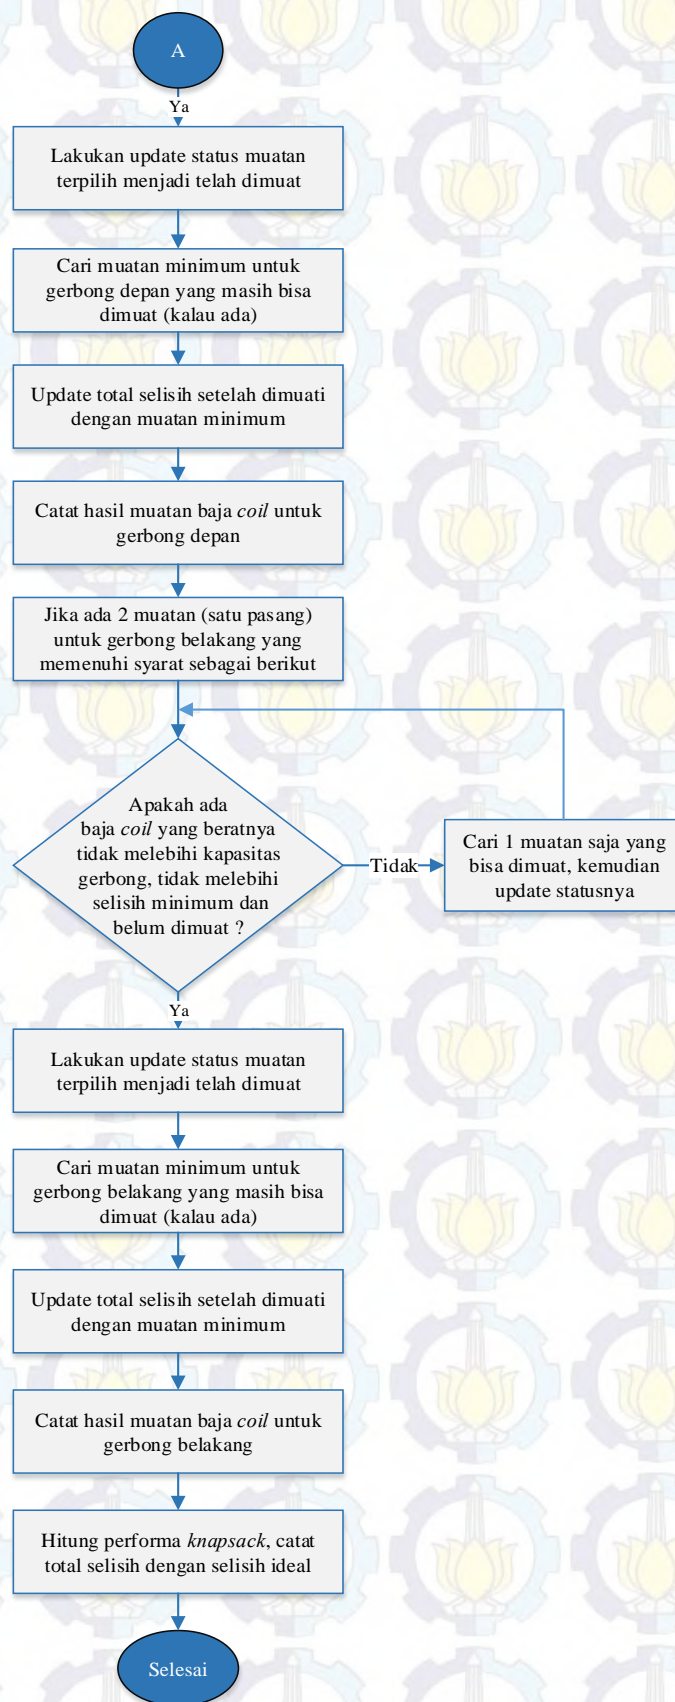 A
Ya
Lakukan update status muatan
terpilih menjadi telah dimuat
Cari muatan minimum untuk
gerbong depan yang masih bisa
dimuat (kalau ada)
Update total selisih setelah dimuati
dengan muatan minimum
Catat hasil muatan baja coil untuk
gerbong depan
Jika ada 2 muatan (satu pasang)
untuk gerbong belakang yang
memenuhi syarat sebagai berikut
Apakah ada
baja coil yang beratnya
tidak melebihi kapasitas
gerbong, tidak melebihi
selisih minimum dan
belum dimuat ?
Tidak
Cari 1 muatan saja yang
bisa dimuat, kemudian
update statusnya
Ya
Lakukan update status muatan
terpilih menjadi telah dimuat
Cari muatan minimum untuk
gerbong belakang yang masih bisa
dimuat (kalau ada)
Update total selisih setelah dimuati
dengan muatan minimum
Catat hasil muatan baja coil untuk
gerbong belakang
Hitung performa knapsack, catat
total selisih dengan selisih ideal
Selesai